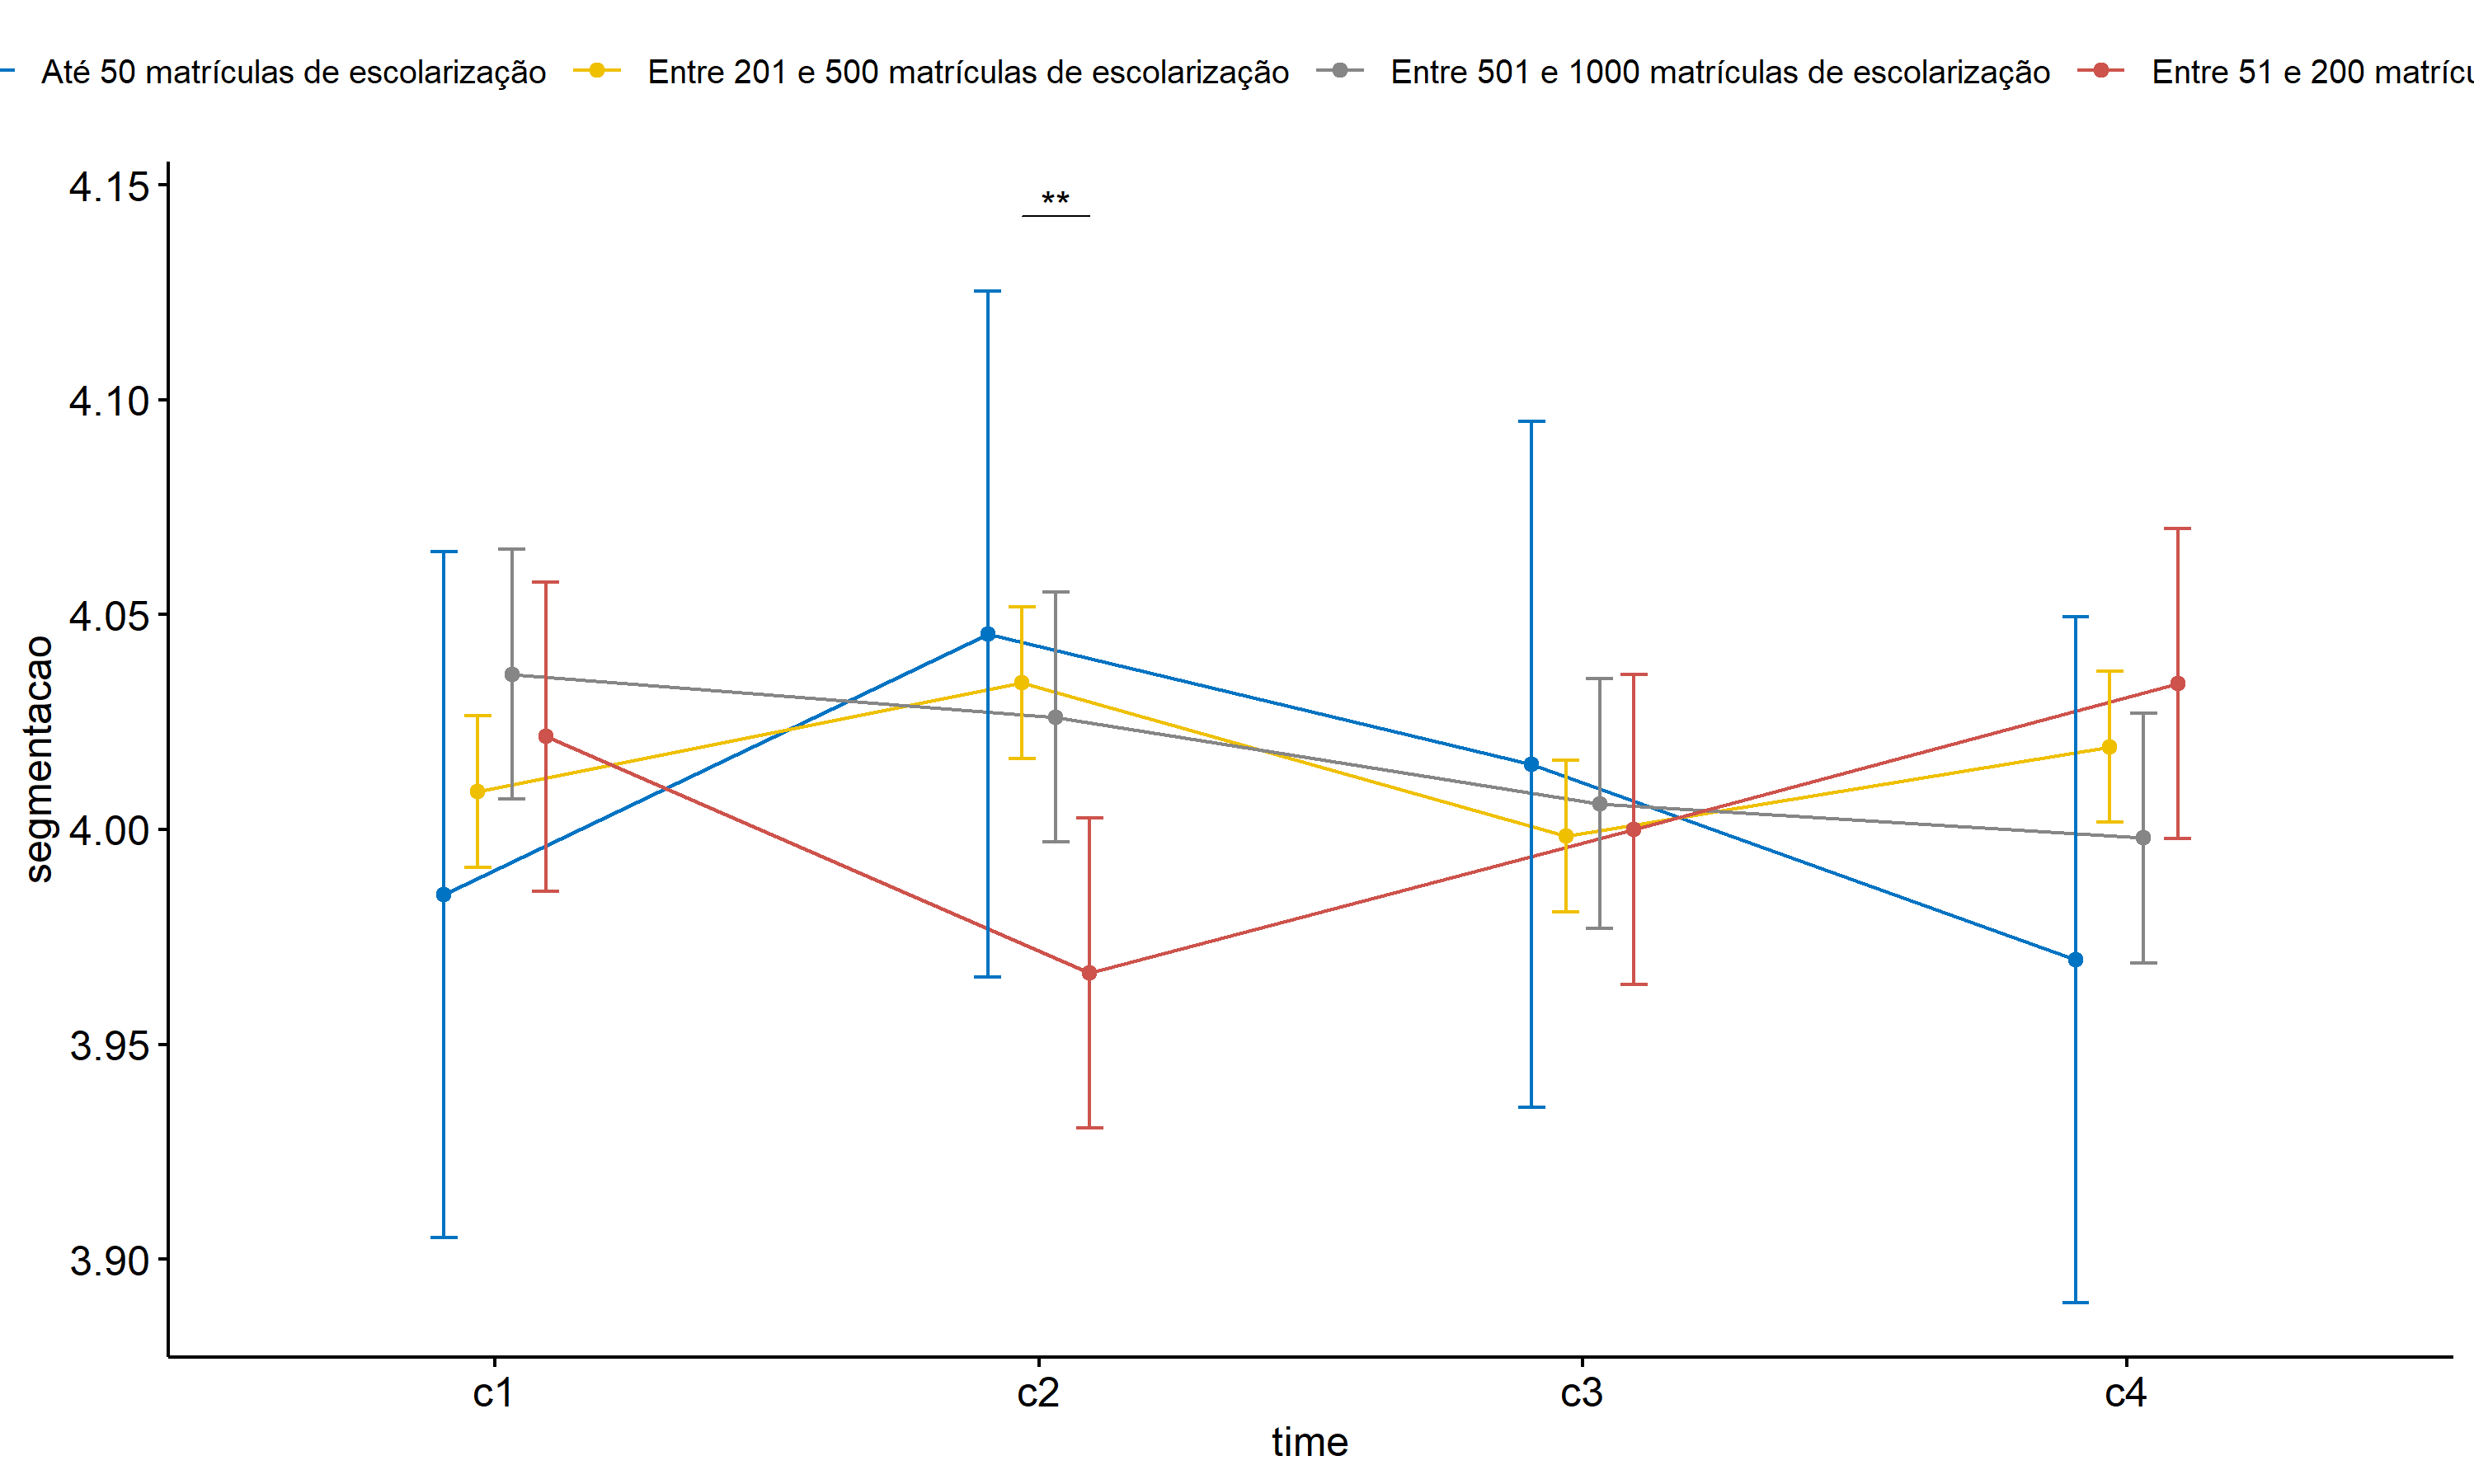 Até 50 matrículas de escolarização Entre 201 e 500 matrículas de escolarização Entre 501 e 1000 matrículas de escolarização Entre 51 e 200
4.15
**
4.10
4.05
segmentacao
4.00
3.95
3.90
c1 c2 c3 c4
time